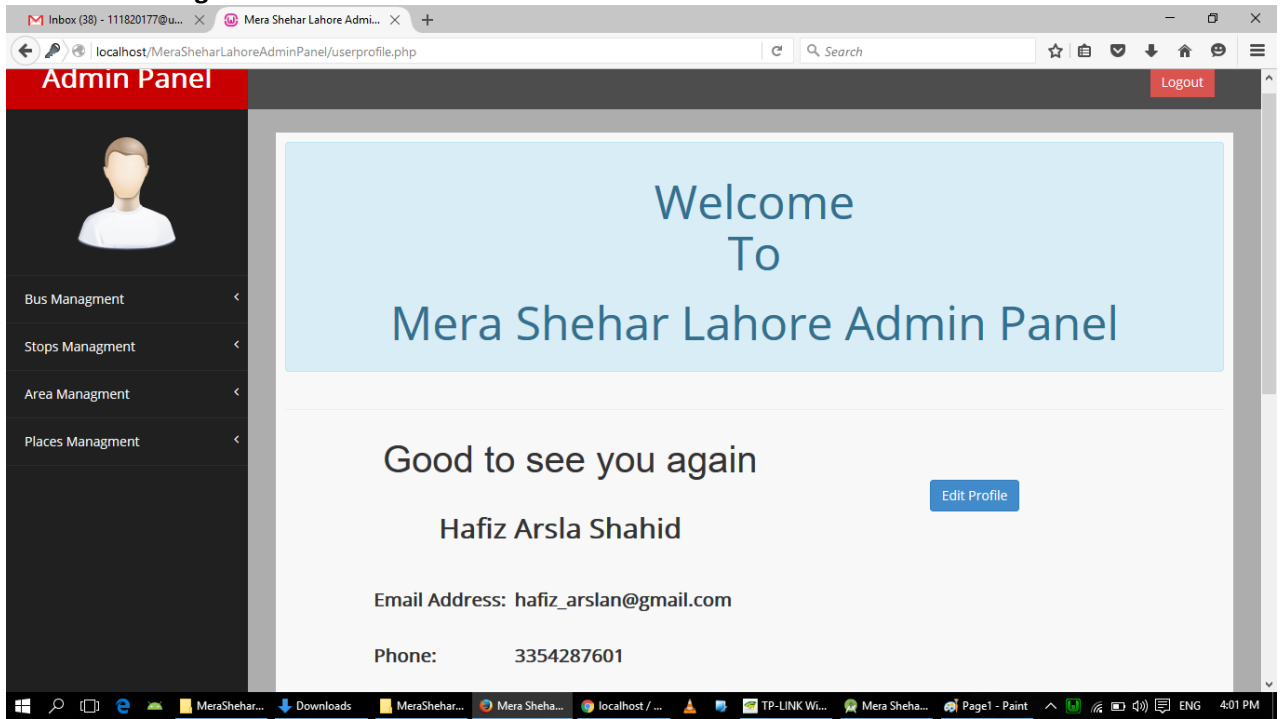 Inbox (38) - 111820177@u... Mera Shehar Lahore Admi...
localhost/MeraSheharLahoreAdminPanel/userprofile.php Search
Admin Panel
Logout
Welcome
To
Mera Shehar Lahore Admin Panel
Bus Managment
Stops Managment
Area Managment
Places Managment
Good to see you again
Edit Profile
Hafiz Arsla Shahid
Email Address: hafiz_arslan@gmail.com
Phone: 3354287601
MeraShehar... Downloads MeraShehar... Mera Sheha... localhost / ... TP-LINK Wi... Mera Sheha... Page1 - Paint ENG 4:01 PM